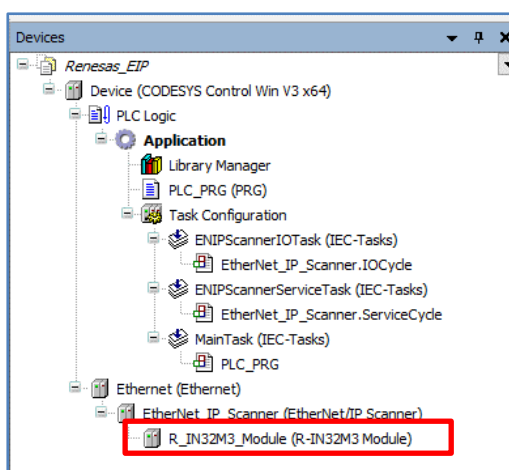 Devices
Renesas_EIP
Device (CODESYS Control Win V3 x64)
PLC Logic
Application
Library Manager
PLC_PRG (PRG)
Task Configuration
ENIPScannerIOTask (IEC-Tasks)
EtherNet_IP_Scanner.IOCycle
ENIPScannerServiceTask (IEC-Tasks)
EtherNet_IP_Scanner.ServiceCycle
MainTask (IEC-Tasks)
PLC_PRG
Ethernet (Ethernet)
EtherNet_IP_Scanner (EtherNet/IP Scanner)
R_IN32M3_Module (R-IN32M3 Module)